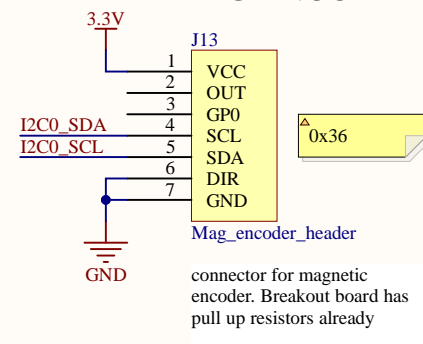 3.3V
J13
1 VCC
2 OUT
3 GP0
I2C0_SDA 4 SCL
I2C0_SCL 5 SDA
6 DIR
7 GND
0x36
Mag_encoder_header
GND
connector for magnetic
encoder. Breakout board has
pull up resistors already